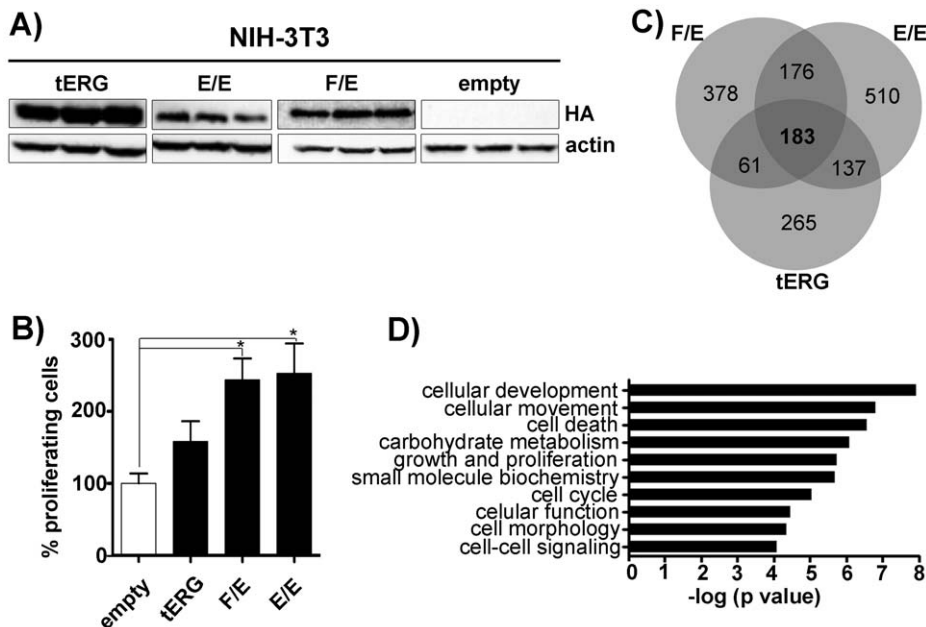 A)
NIH-3T3
tERG E/E F/E empty
HA
actin
B)
% proliferating cells
300
200
100
0
* *
empty tERG F/E E/E
C)
F/E E/E
378 176 510
183
61 137
265
tERG
D)
cellular development
cellular movement
cell death
carbohydrate metabolism
growth and proliferation
small molecule biochemistry
cell cycle
celular function
cell morphology
cell-cell signaling
0 1 2 3 4 5 6 7 8
-log (p value)